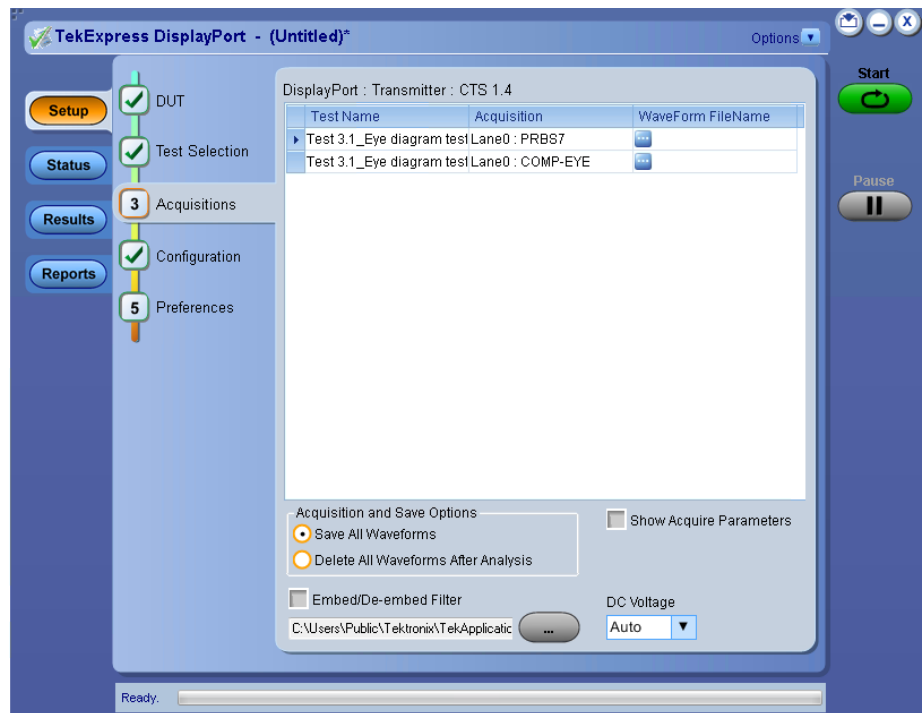 TekExpress DisplayPort - (Untitled)*
Options
Start
Pause
Setup
Status
Results
Reports
DUT
Test Selection
3 Acquisitions
Configuration
5 Preferences
DisplayPort : Transmitter : CTS 1.4
Test Name Acquisition WaveForm FileName
Test 3.1_Eye diagram test Lane0 : PRBS7 ...
Test 3.1_Eye diagram test Lane0 : COMP-EYE ...
Acquisition and Save Options
Save All Waveforms
Delete All Waveforms After Analysis
Show Acquire Parameters
Embed/De-embed Filter
C:\Users\Public\Tektronix\TekApplicatic ...
DC Voltage
Auto
Ready.